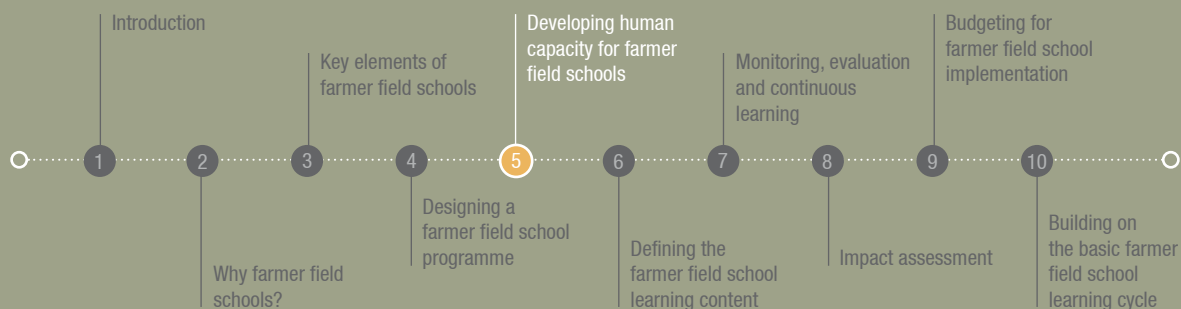 Introduction
1
Why farmer field
schools?
2
Key elements of
farmer field schools
3
4
Designing a
farmer field school
programme
Developing human
capacity for farmer
field schools
5
6
Defining the
farmer field school
learning content
Monitoring, evaluation
and continuous
learning
7
8
Impact assessment
Budgeting for
farmer field school
implementation
9
10
Building on
the basic farmer
field school
learning cycle